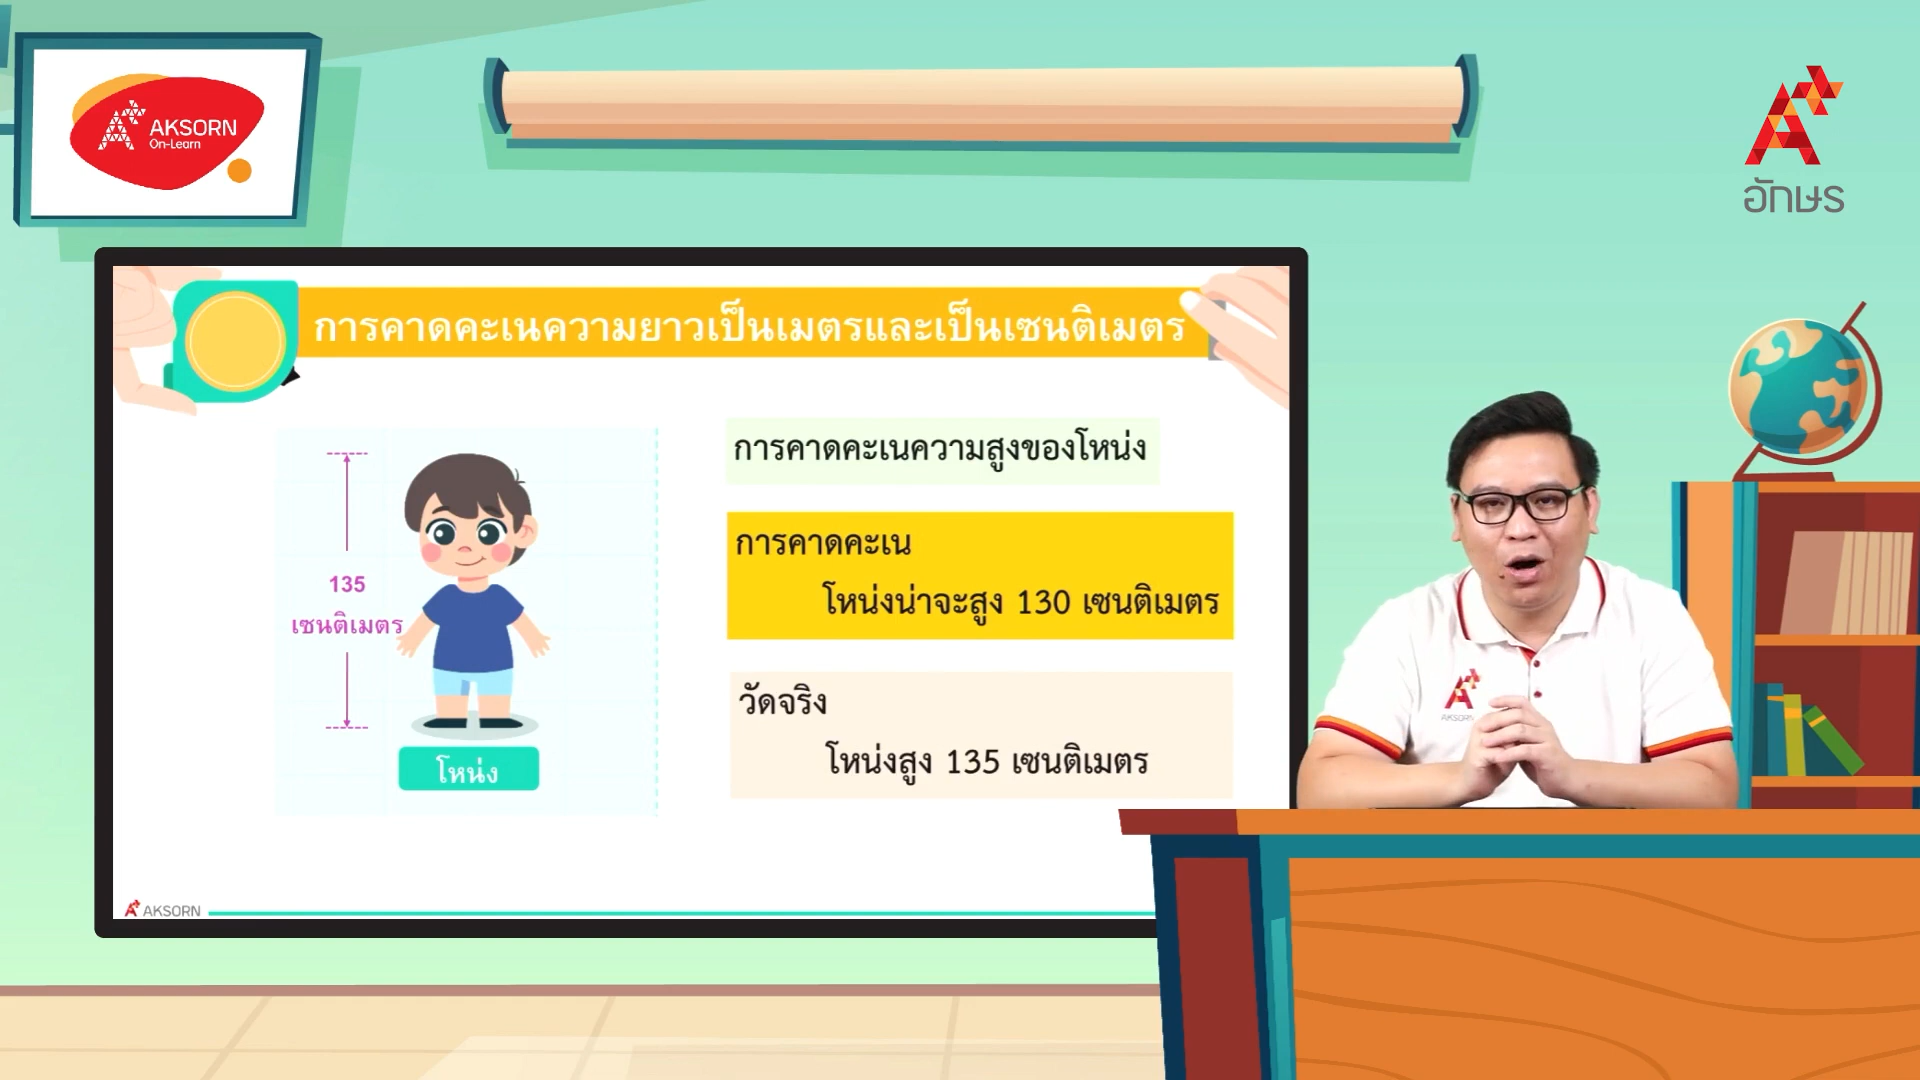 AKSORN
On-Learn
อักษร
การคาดคะเนความยาวเป็นเมตรและเป็นเซนติเมตร
135
เซนติเมตร
โหน่ง
การคาดคะเนความสูงของโหน่ง
การคาดคะเน
โหน่งน่าจะสูง 130 เซนติเมตร
วัดจริง
โหน่งสูง 135 เซนติเมตร
AKSORN
AKSORN